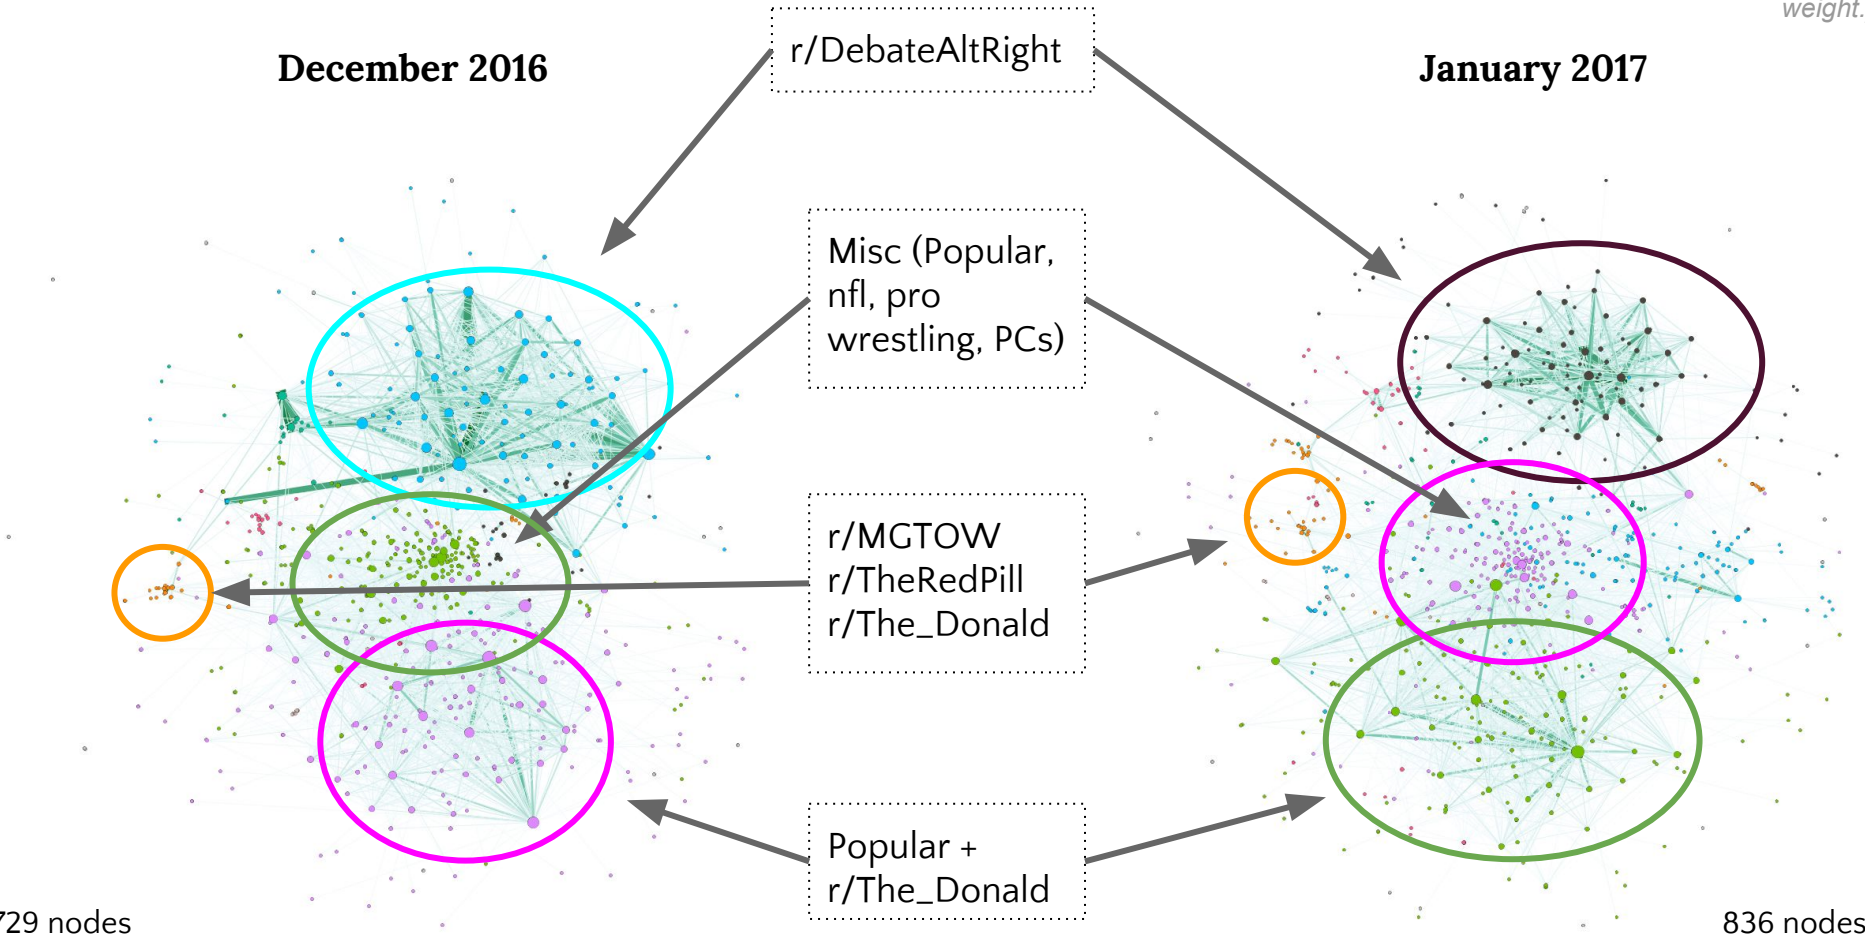 weight.
December 2016
r/DebateAltRight
January 2017
Misc (Popular,
nfl, pro
wrestling, PCs)
r/MGTOW
r/TheRedPill
r/The_Donald
Popular +
r/The_Donald
729 nodes
836 nodes